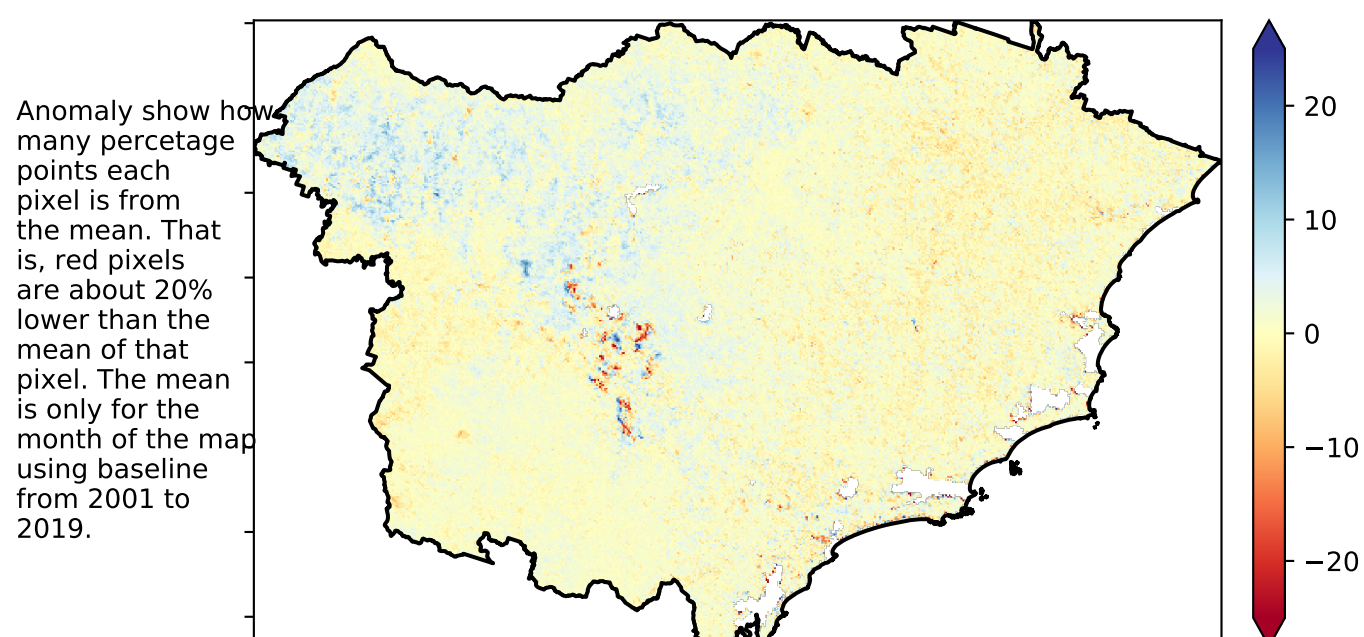 Anomaly show how
many percetage
points each
pixel is from
the mean. That
is, red pixels
are about 20%
lower than the
mean of that
pixel. The mean
is only for the
month of the map
using baseline
from 2001 to
2019.
20
10
0
−10
−20